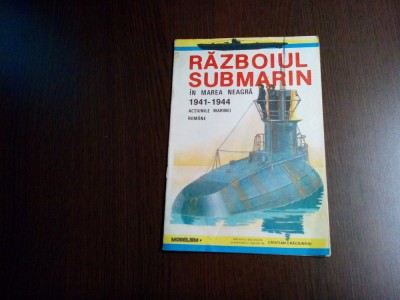 RĂZBOIUL
SUBMARIN
ÎN MAREA NEAGRĂ
1941-1944
ACȚIUNILE MARINEI
ROMÂNE
MODELISM
CRISTIAN CRĂCIUNOIU